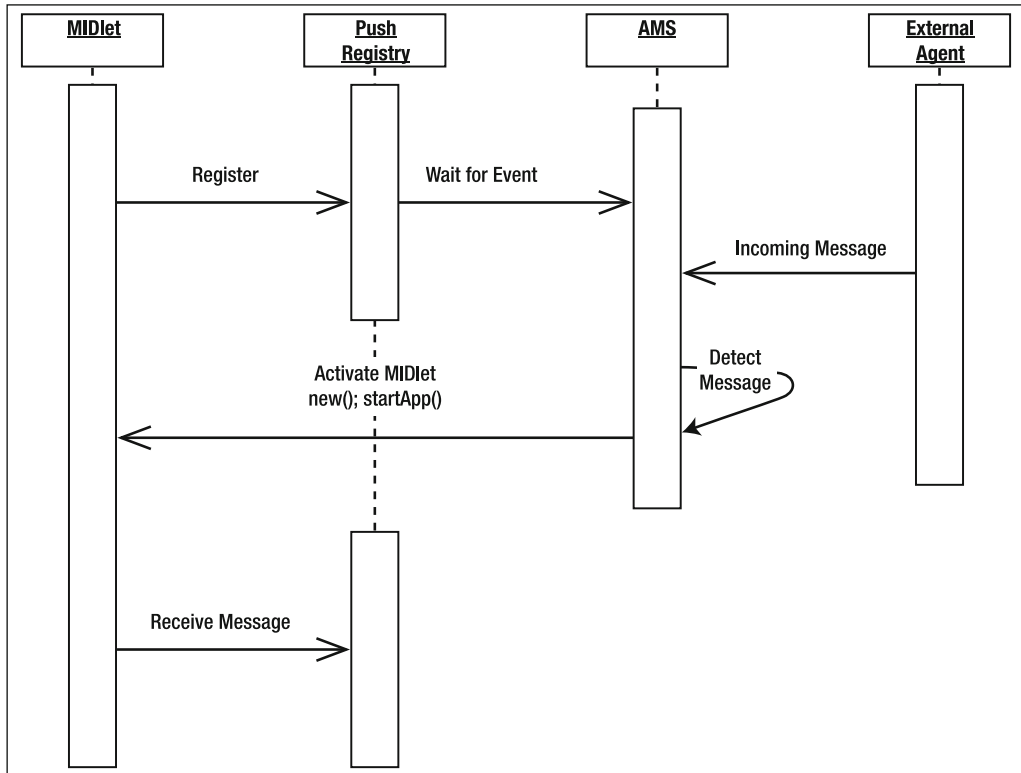 MIDlet
Push
Registry
AMS
External
Agent
Register
Wait for Event
Incoming Message
Detect
Message
Activate MIDlet
new(); startApp()
Receive Message